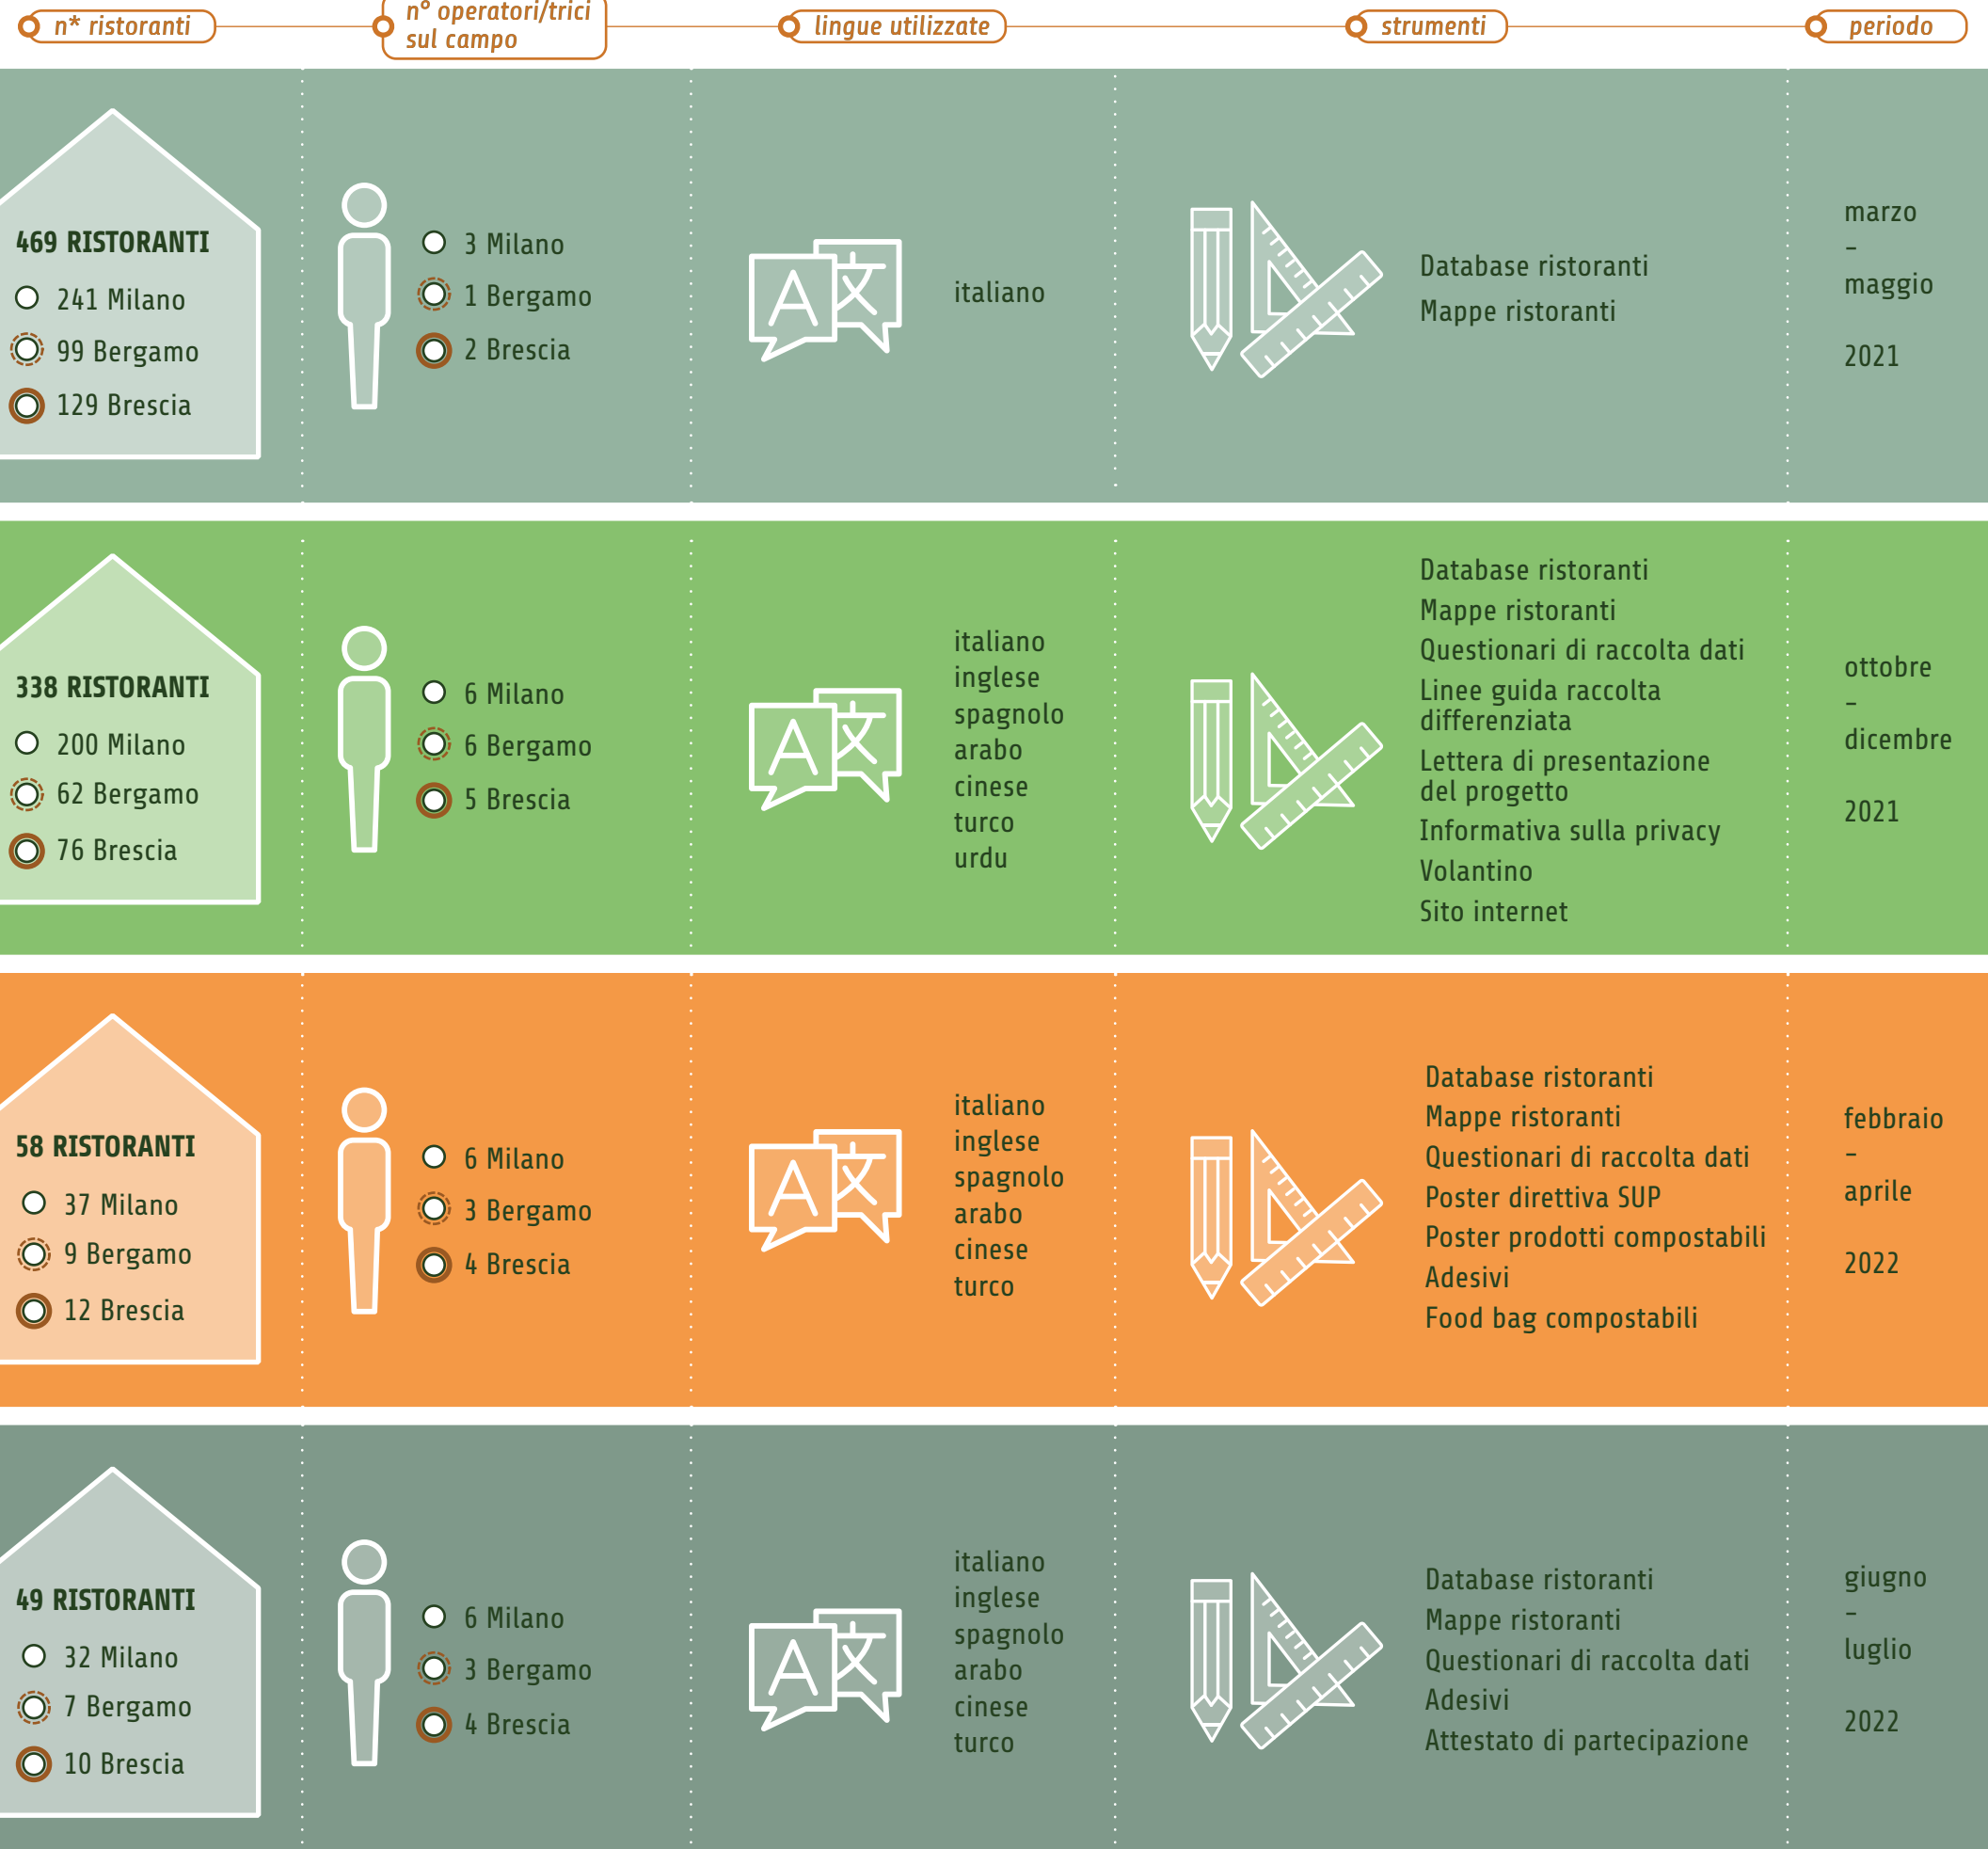 n* ristoranti
n° operatori/trici
sul campo
lingue utilizzate
strumenti
periodo
469 RISTORANTI
241 Milano
99 Bergamo
129 Brescia
3 Milano
1 Bergamo
2 Brescia
A 文
italiano
Database ristoranti
Mappe ristoranti
marzo
–
maggio
2021
338 RISTORANTI
200 Milano
62 Bergamo
76 Brescia
6 Milano
6 Bergamo
5 Brescia
A 文
italiano
inglese
spagnolo
arabo
cinese
turco
urdu
Database ristoranti
Mappe ristoranti
Questionari di raccolta dati
Linee guida raccolta
differenziata
Lettera di presentazione
del progetto
Informativa sulla privacy
Volantino
Sito internet
ottobre
–
dicembre
2021
58 RISTORANTI
37 Milano
9 Bergamo
12 Brescia
6 Milano
3 Bergamo
4 Brescia
A 文
italiano
inglese
spagnolo
arabo
cinese
turco
Database ristoranti
Mappe ristoranti
Questionari di raccolta dati
Poster direttiva SUP
Poster prodotti compostabili
Adesivi
Food bag compostabili
febbraio
–
aprile
2022
49 RISTORANTI
32 Milano
7 Bergamo
10 Brescia
6 Milano
3 Bergamo
4 Brescia
A 文
italiano
inglese
spagnolo
arabo
cinese
turco
Database ristoranti
Mappe ristoranti
Questionari di raccolta dati
Adesivi
Attestato di partecipazione
giugno
–
luglio
2022